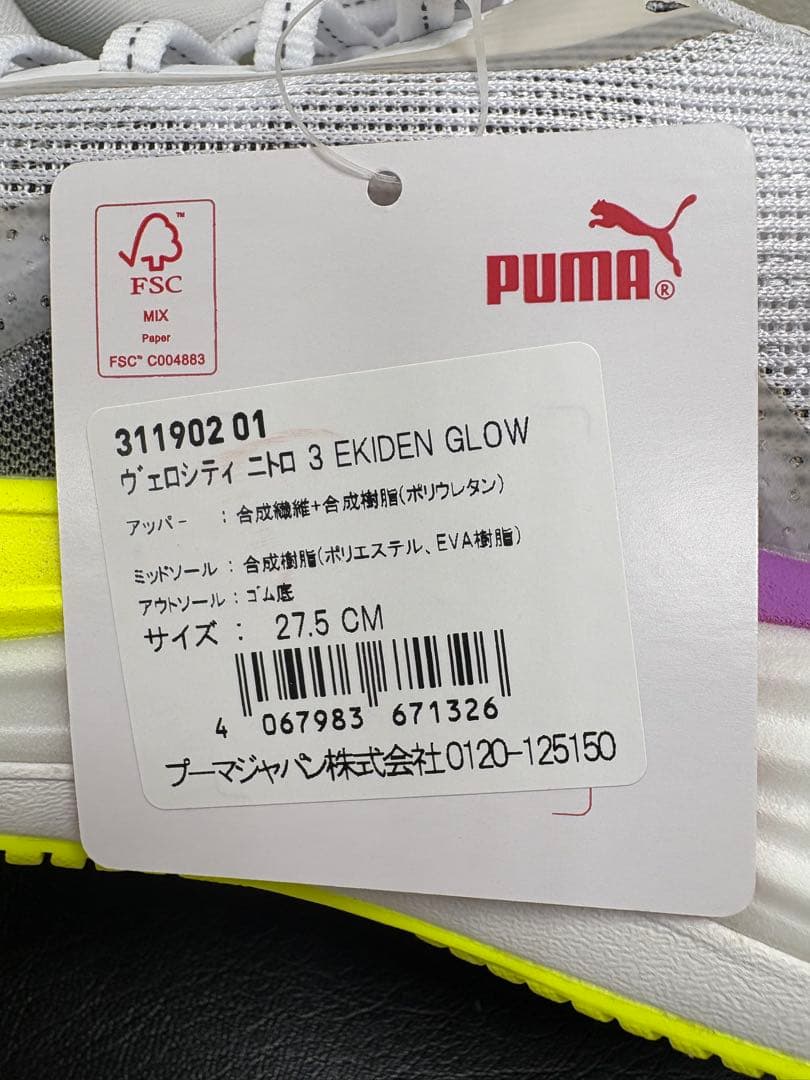 FSC
MIX
Paper
FSC™ C004883
PUMA®
311902 01
ヴェロシティ ニトロ 3 EKIDEN GLOW
アッパー : 合成繊維+合成樹脂(ポリウレタン)
ミッドソール : 合成樹脂(ポリエステル、EVA樹脂)
アウトソール : ゴム底
サイズ : 27.5 CM
4 067983 671326
プーマジャパン株式会社0120-125150